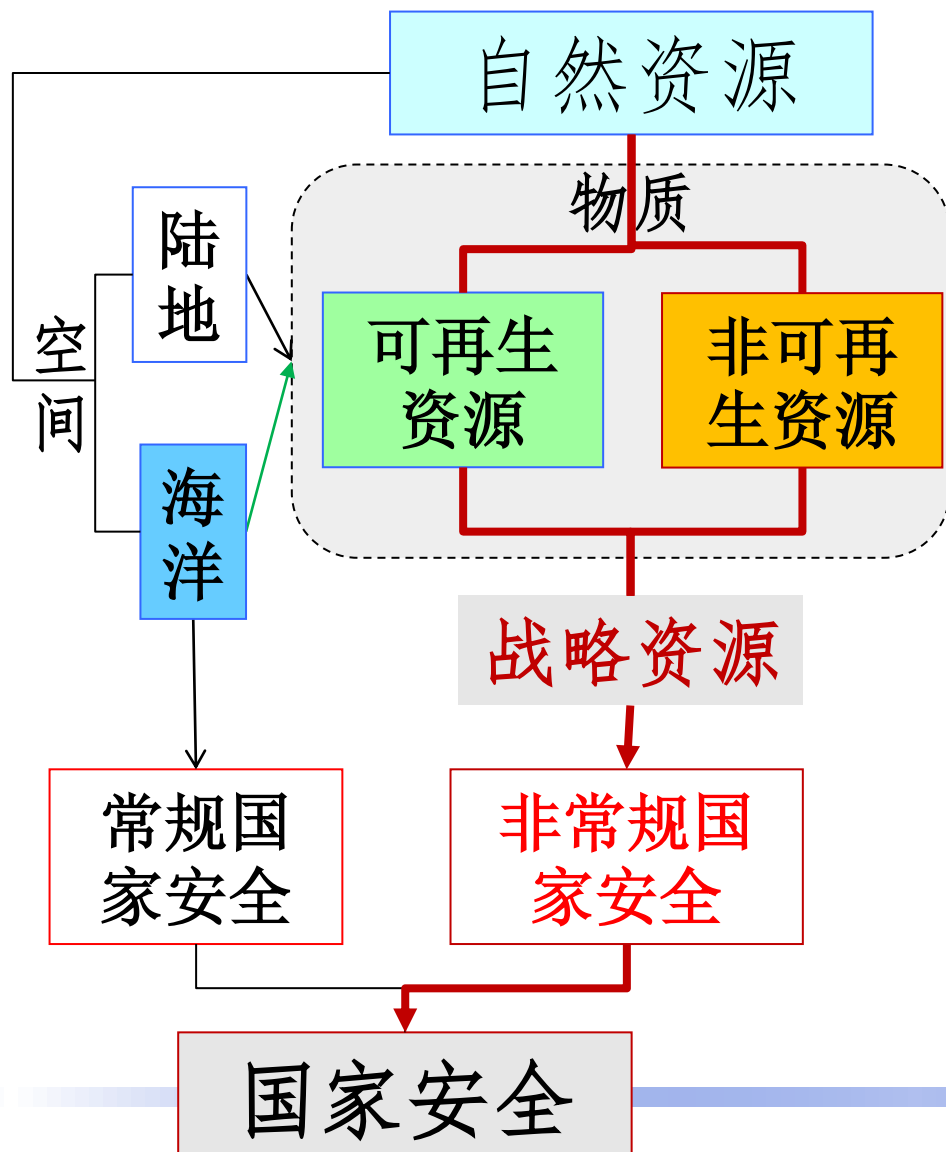 自然资源
物质
陆
地
空
间
可再生
资源
非可再
生资源
海
洋
战略资源
常规国
家安全
非常规国
家安全
国家安全